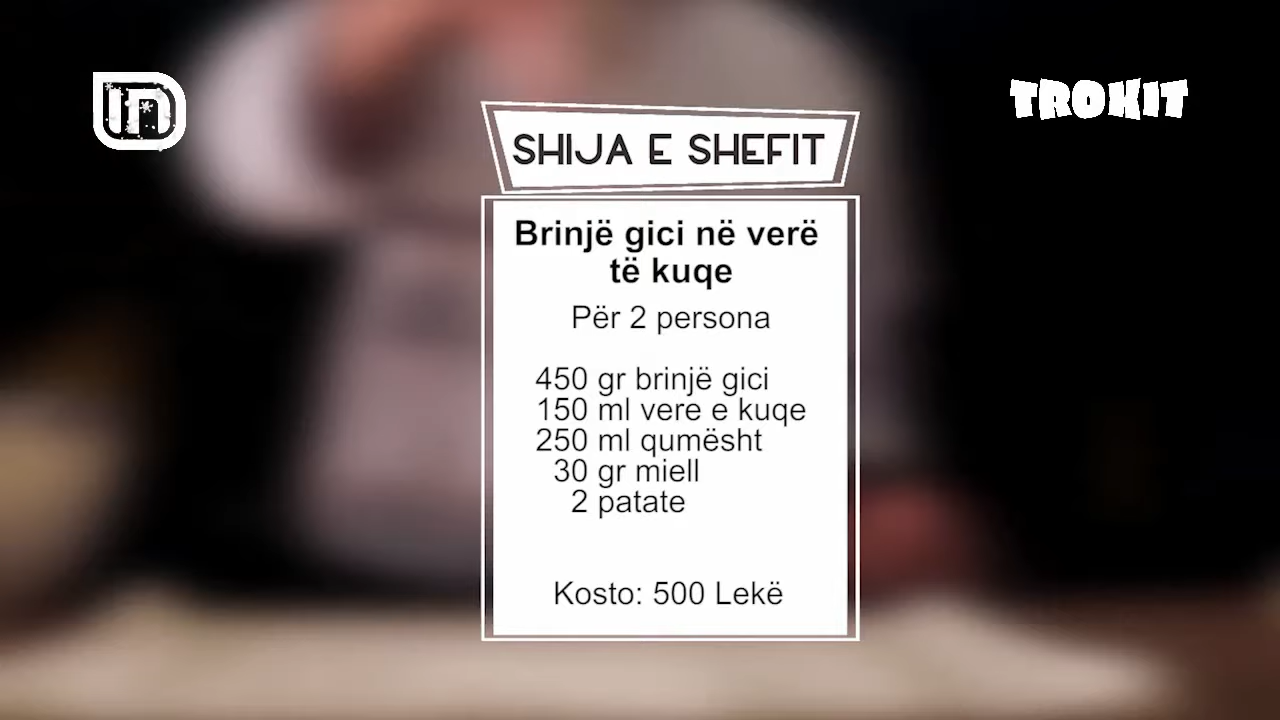 IN
TROKIT
SHIJA E SHEFIT
Brinjë gici në verë
të kuqe
Për 2 persona
450 gr brinjë gici
150 ml vere e kuqe
250 ml qumësht
30 gr miell
2 patate
Kosto: 500 Lekë